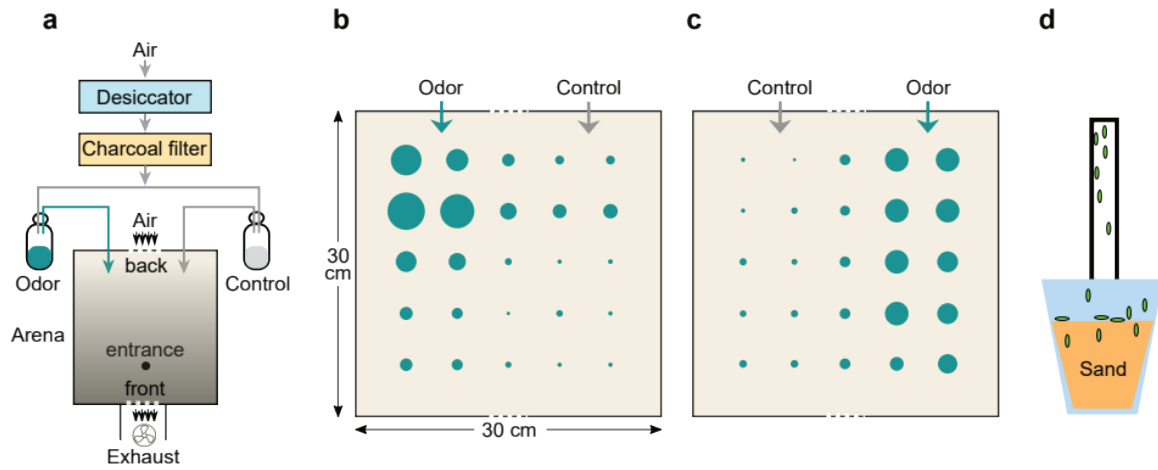 a
Air
Desiccator
Charcoal filter
Air
back
Odor
Control
Arena
entrance
front
Exhaust
b
Odor
Control
30
cm
30 cm
c
Control
Odor
d
Sand